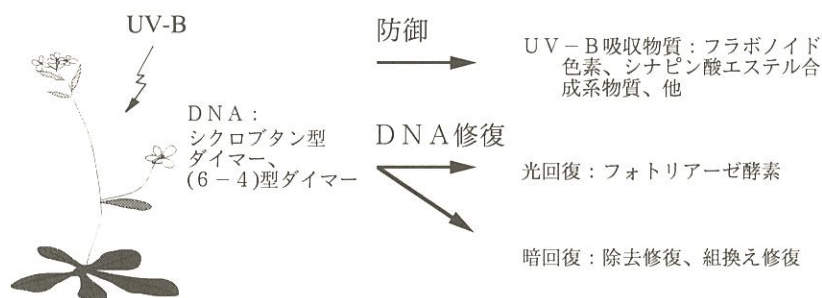 UV-B
防御
UV－B吸収物質：フラボノイド
色素、シナピン酸エステル合
成系物質、他
DNA：
シクロブタン型
ダイマー、
(6－4)型ダイマー
DNA修復
光回復：フォトリアーゼ酵素
暗回復：除去修復、組換え修復